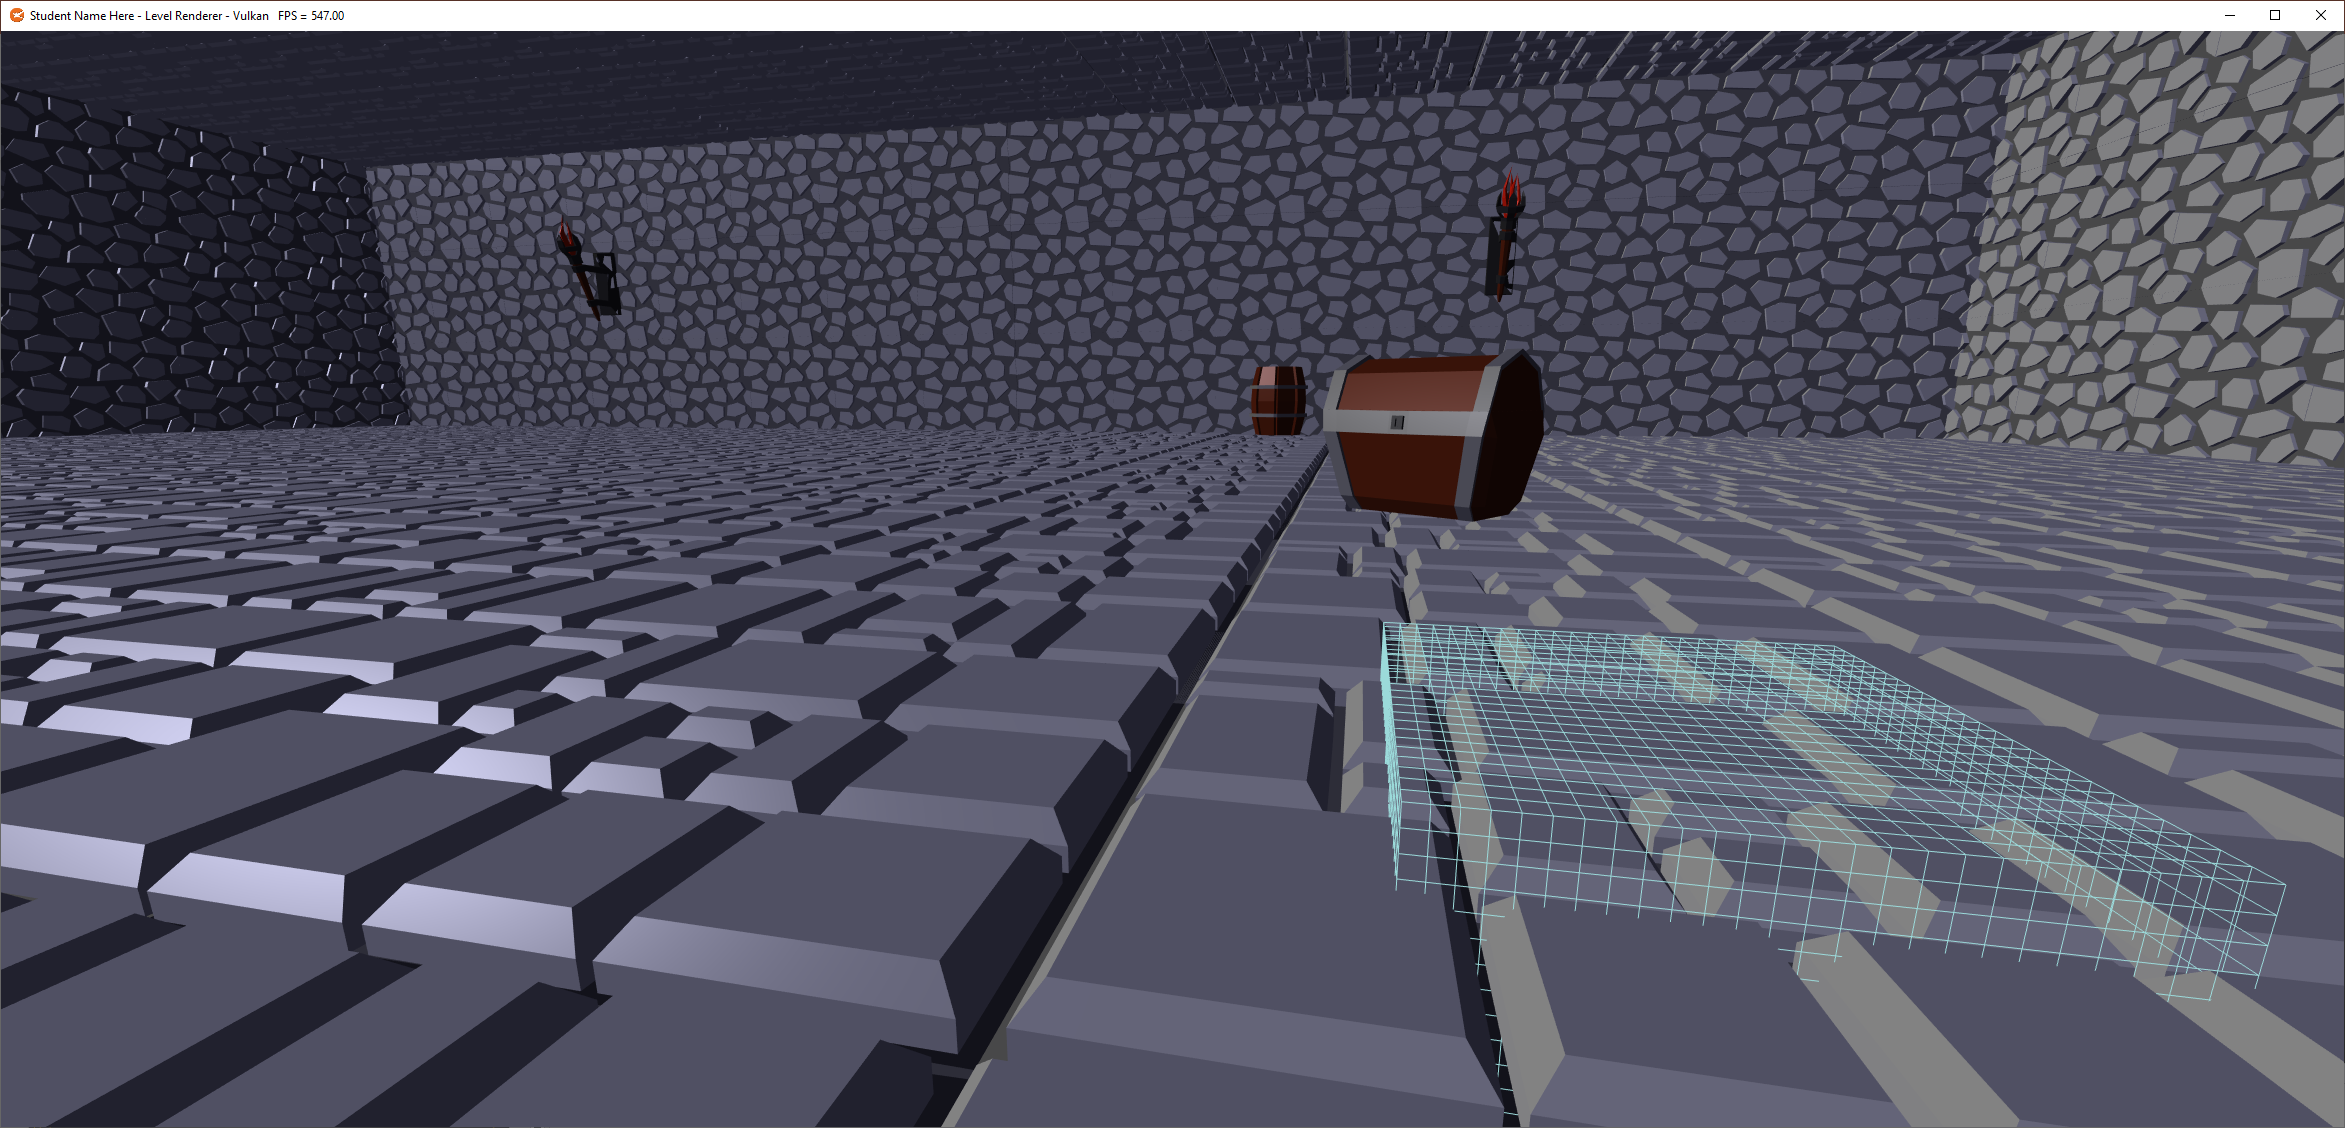 Student Name Here - Level Renderer - Vulkan   FPS = 547.00